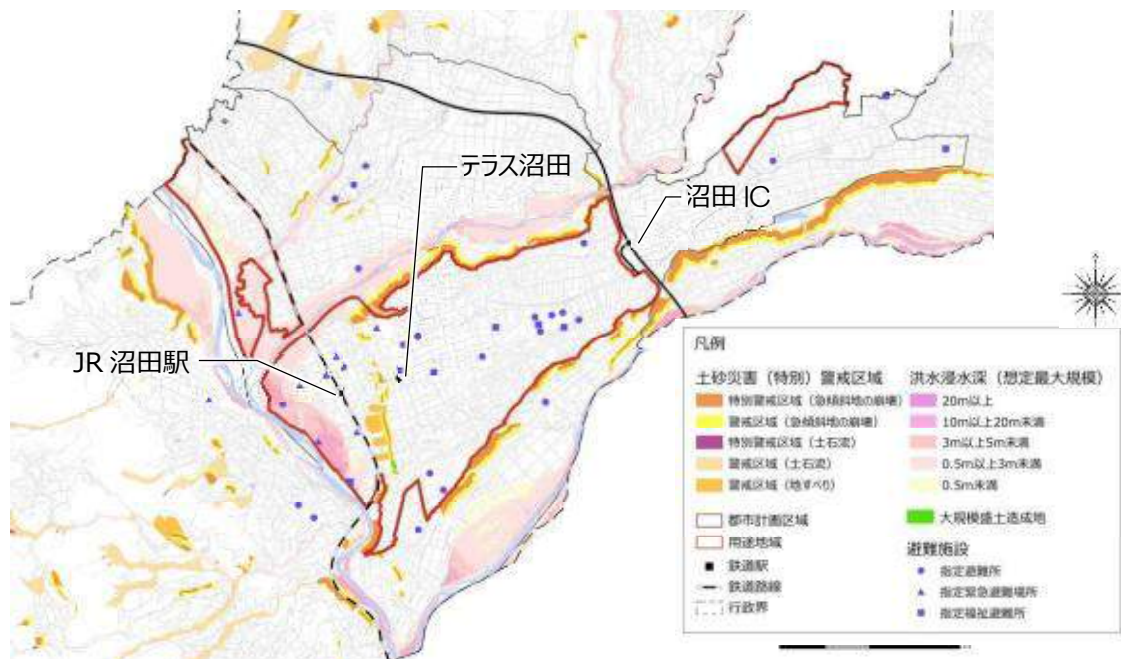 テラス沼田
沼田 IC
JR 沼田駅
凡例
土砂災害（特別）警戒区域
特別警戒区域（急傾斜地の崩壊）
警戒区域（急傾斜地の崩壊）
特別警戒区域（土石流）
警戒区域（土石流）
警戒区域（地すべり）
都市計画区域
用途地域
鉄道駅
鉄道路線
行政界
洪水浸水深（想定最大規模）
20m以上
10m以上20m未満
3m以上5m未満
0.5m以上3m未満
0.5m未満
大規模盛土造成地
避難施設
指定避難所
指定緊急避難場所
指定福祉避難所